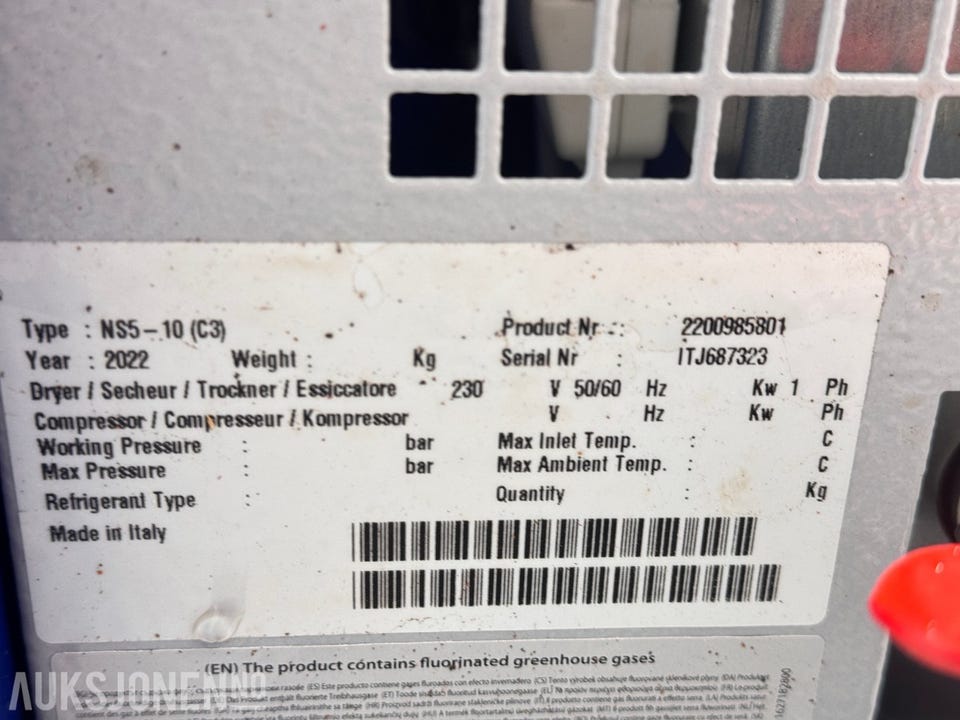 Type : NS5-10 (C3) Product Nr : 2200985801
Year : 2022 Weight : Kg Serial Nr : ITJ687323
Dryer / Secheur / Trockner / Essiccatore 230 V 50/60 Hz Kw 1 Ph
Compressor / Compresseur / Kompressor V Hz Kw Ph
Working Pressure : bar Max Inlet Temp. : C
Max Pressure : bar Max Ambient Temp. : C
Refrigerant Type : Quantity : Kg
Made in Italy
(EN) The product contains fluorinated greenhouse gases
AUKSJONEN.NO